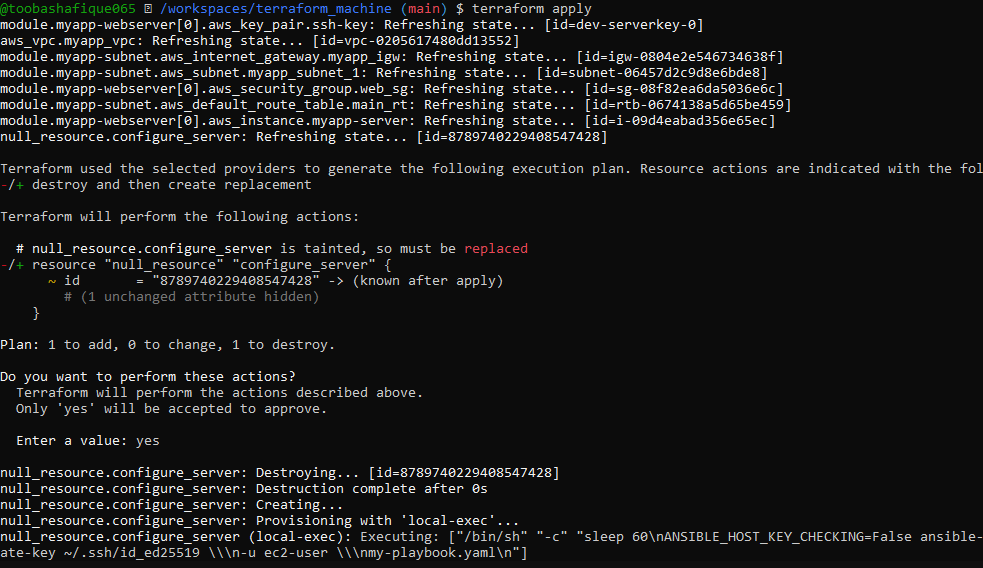 @toobashafique065 /workspaces/terraform_machine (main) $ terraform apply
module.myapp-webserver[0].aws_key_pair.ssh-key: Refreshing state... [id=dev-serverkey-0]
aws_vpc.myapp_vpc: Refreshing state... [id=vpc-0205617480dd13552]
module.myapp-subnet.aws_internet_gateway.myapp_igw: Refreshing state... [id=igw-0804e2e546734638f]
module.myapp-subnet.aws_subnet.myapp_subnet_1: Refreshing state... [id=subnet-06457d2c9d8e6bde8]
module.myapp-webserver[0].aws_security_group.web_sg: Refreshing state... [id=sg-08f82ea6da5036e6c]
module.myapp-subnet.aws_default_route_table.main_rt: Refreshing state... [id=rtb-0674138a5d65be459]
module.myapp-webserver[0].aws_instance.myapp-server: Refreshing state... [id=i-09d4eabad356e65ec]
null_resource.configure_server: Refreshing state... [id=8789740229408547428]
Terraform used the selected providers to generate the following execution plan. Resource actions are indicated with the fol
-/+ destroy and then create replacement
Terraform will perform the following actions:
# null_resource.configure_server is tainted, so must be replaced
-/+ resource "null_resource" "configure_server" {
~ id = "8789740229408547428" -> (known after apply)
# (1 unchanged attribute hidden)
}
Plan: 1 to add, 0 to change, 1 to destroy.
Do you want to perform these actions?
Terraform will perform the actions described above.
Only 'yes' will be accepted to approve.
Enter a value: yes
null_resource.configure_server: Destroying... [id=8789740229408547428]
null_resource.configure_server: Destruction complete after 0s
null_resource.configure_server: Creating...
null_resource.configure_server: Provisioning with 'local-exec'...
null_resource.configure_server (local-exec): Executing: ["/bin/sh" "-c" "sleep 60\nANSIBLE_HOST_KEY_CHECKING=False ansible-
ate-key ~/.ssh/id_ed25519 \\\n-u ec2-user \\\nmy-playbook.yaml\n"]